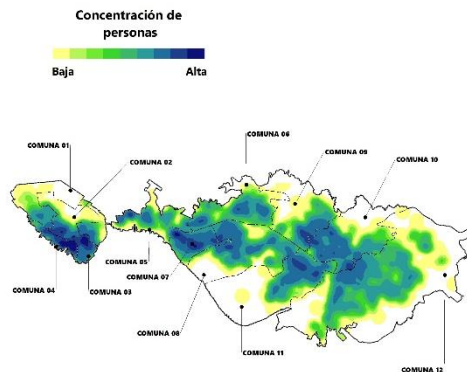 Concentración de
personas
Baja
Alta
COMUNA 01
COMUNA 02
COMUNA 06
COMUNA 09
COMUNA 10
COMUNA 05
COMUNA 07
COMUNA 04
COMUNA 03
COMUNA 08
COMUNA 11
COMUNA 12